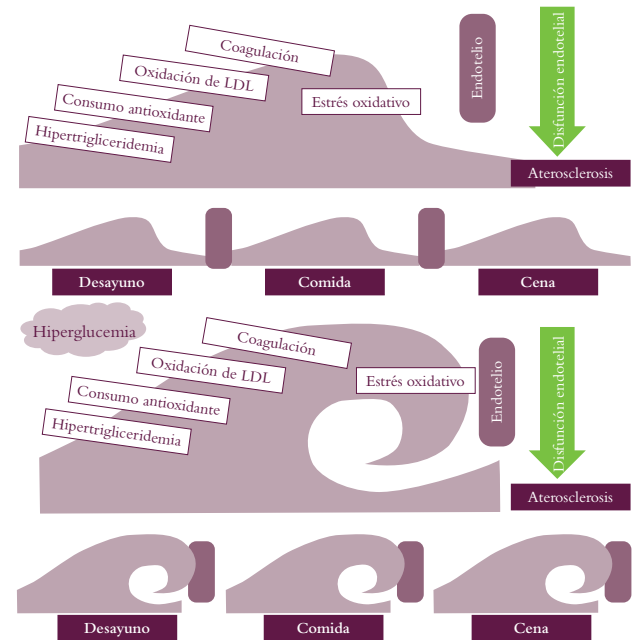 Coagulación
Oxidación de LDL
Consumo antioxidante
Hipertrigliceridemia
Estrés oxidativo
Endotelio
Disfunción endotelial
Aterosclerosis
Desayuno
Comida
Cena
Hiperglucemia
Coagulación
Oxidación de LDL
Consumo antioxidante
Hipertrigliceridemia
Estrés oxidativo
Endotelio
Disfunción endotelial
Aterosclerosis
Desayuno
Comida
Cena